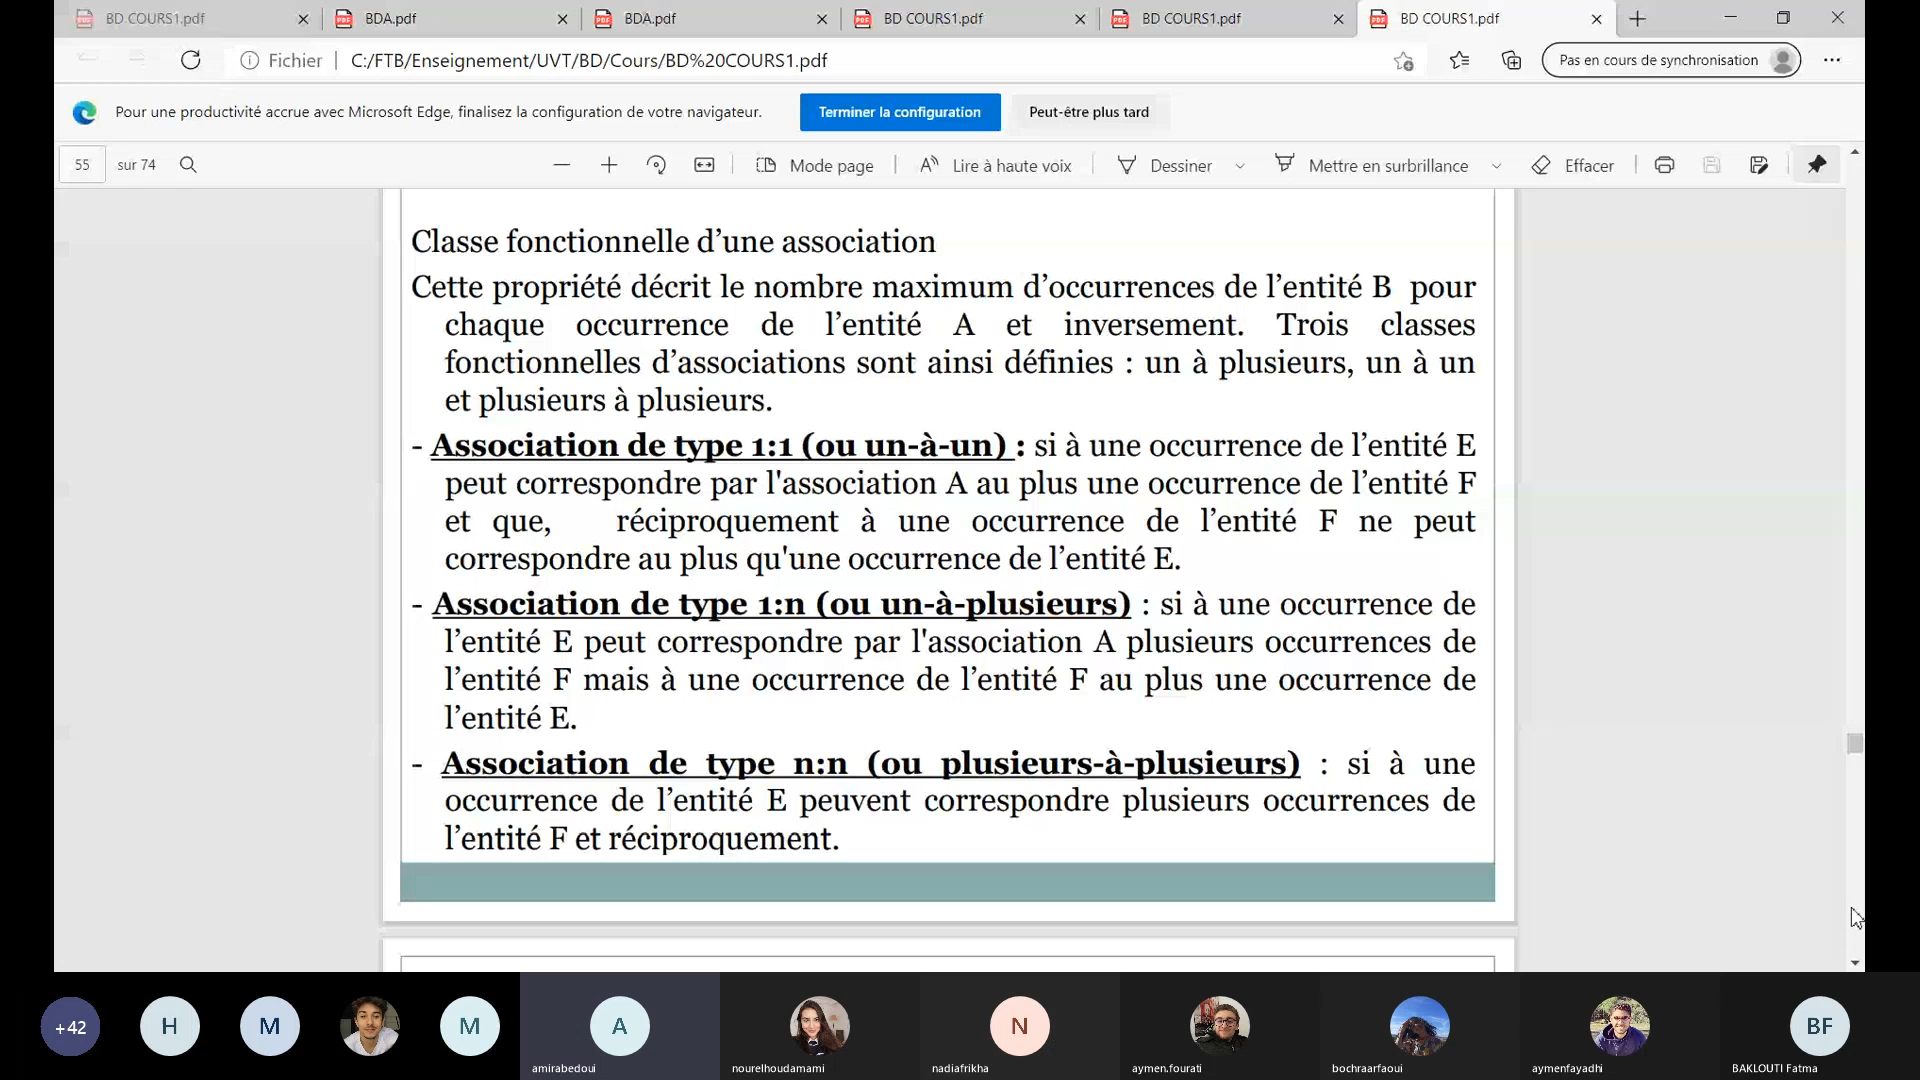 BD COURS1.pdf
BDA.pdf
BDA.pdf
BD COURS1.pdf
BD COURS1.pdf
BD COURS1.pdf
Fichier C:/FTB/Enseignement/UVT/BD/Cours/BD%20COURS1.pdf
Pas en cours de synchronisation
Pour une productivité accrue avec Microsoft Edge, finalisez la configuration de votre navigateur.
Terminer la configuration
Peut-être plus tard
55 sur 74
Mode page
Lire à haute voix
Dessiner
Mettre en surbrillance
Effacer
Classe fonctionnelle d’une association
Cette propriété décrit le nombre maximum d’occurrences de l’entité B pour
chaque occurrence de l’entité A et inversement. Trois classes
fonctionnelles d’associations sont ainsi définies : un à plusieurs, un à un
et plusieurs à plusieurs.
- Association de type 1:1 (ou un-à-un) : si à une occurrence de l’entité E
peut correspondre par l'association A au plus une occurrence de l’entité F
et que, réciproquement à une occurrence de l’entité F ne peut
correspondre au plus qu'une occurrence de l’entité E.
- Association de type 1:n (ou un-à-plusieurs) : si à une occurrence de
l’entité E peut correspondre par l'association A plusieurs occurrences de
l’entité F mais à une occurrence de l’entité F au plus une occurrence de
l’entité E.
- Association de type n:n (ou plusieurs-à-plusieurs) : si à une
occurrence de l’entité E peuvent correspondre plusieurs occurrences de
l’entité F et réciproquement.
+42
H
M
M
A
N
BF
amirabedoui
nourelhoudamami
nadiafrikha
aymen.fourati
bochraarfaoui
aymenfayadhi
BAKLOUTI Fatma